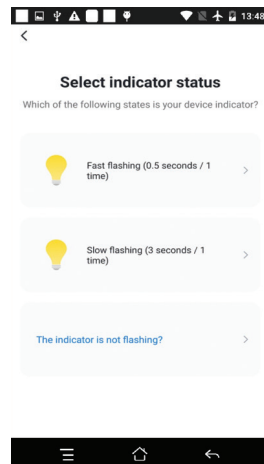 13:48
Select indicator status
Which of the following states is your device indicator?
Fast flashing (0.5 seconds / 1
time)
Slow flashing (3 seconds / 1
time)
The indicator is not flashing?